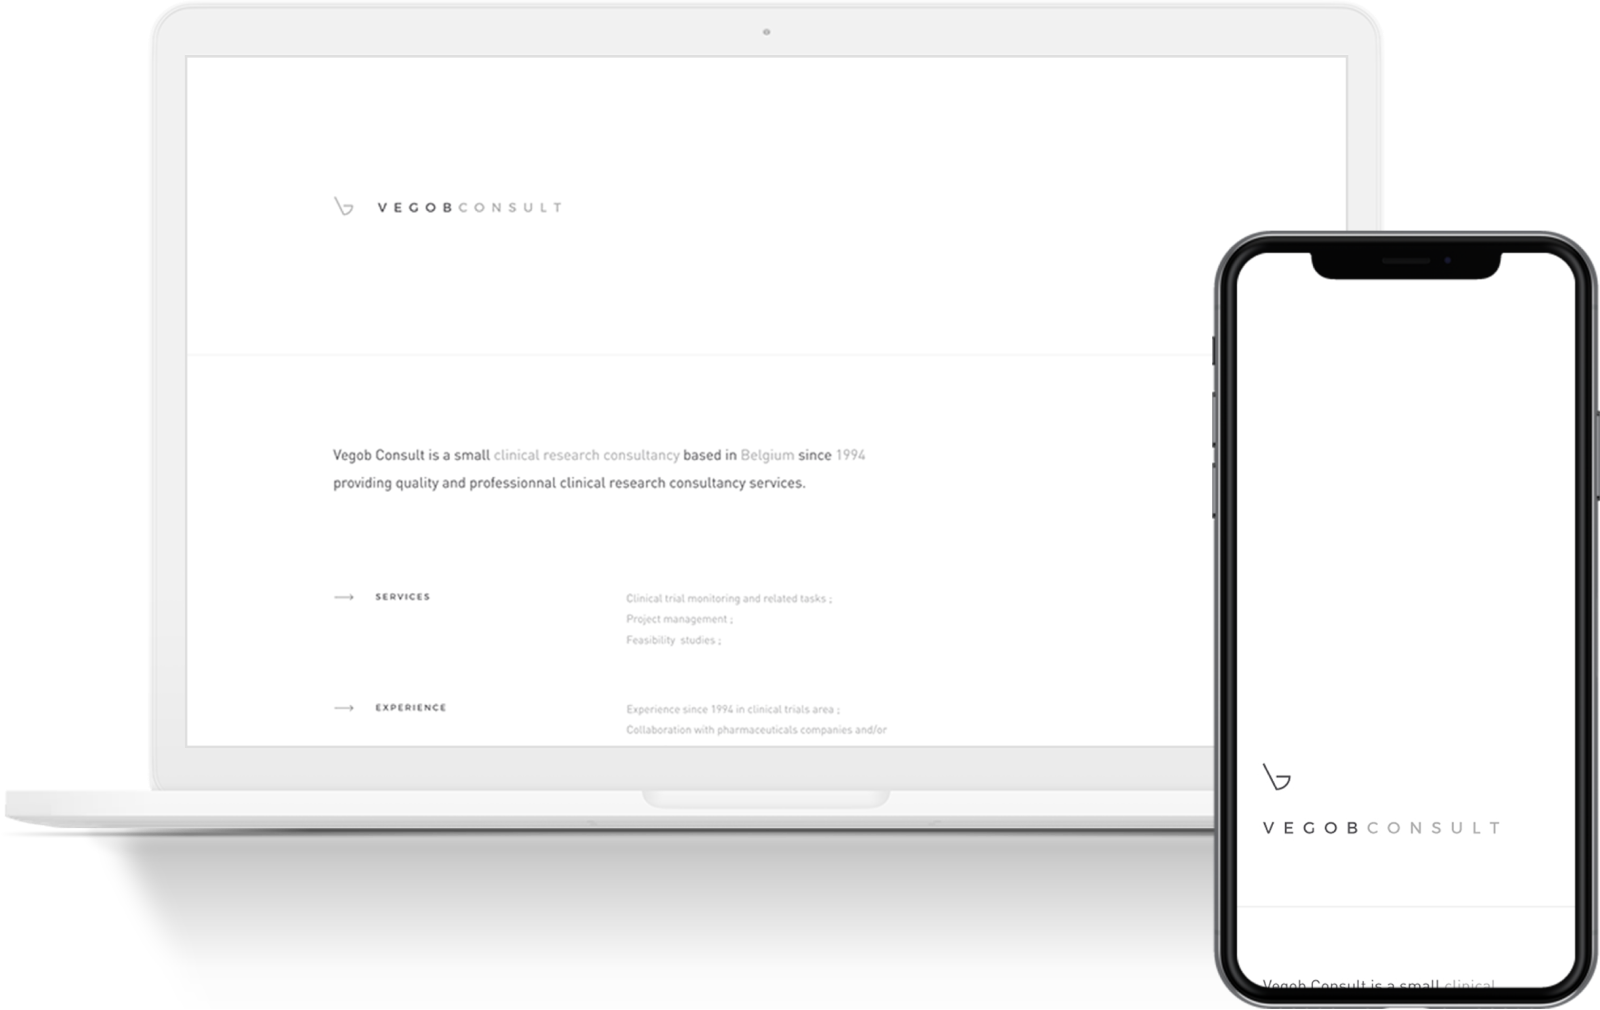 VEGOBCONSULT
Vegob Consult is a small clinical research consultancy based in Belgium since 1994
providing quality and professionnal clinical research consultancy services.
SERVICES
Clinical trial monitoring and related tasks ;
Project management ;
Feasibility studies ;
EXPERIENCE
Experience since 1994 in clinical trials area ;
Collaboration with pharmaceuticals companies and/or
VEGOBCONSULT
Vegob Consult is a small clinical